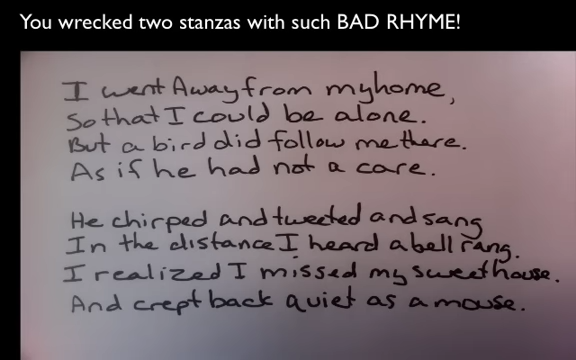 You wrecked two stanzas with such BAD RHYME!
I went Away from my home,
So that I could be alone.
But a bird did follow me there.
As if he had not a care.
He chirped and tweeted and sang
In the distance I heard a bell rang.
I realized I missed my sweet house.
And crept back quiet as a mouse.